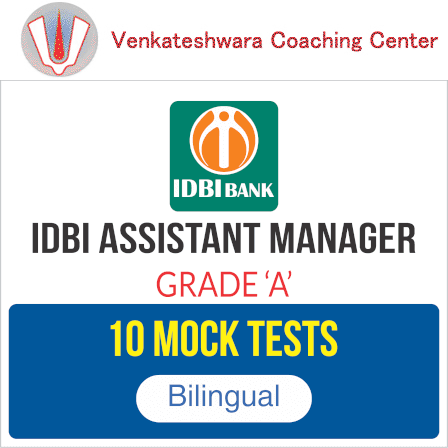 Venkateshwara Coaching Center
IDBI BANK
IDBI ASSISTANT MANAGER
GRADE 'A'
10 MOCK TESTS
Bilingual